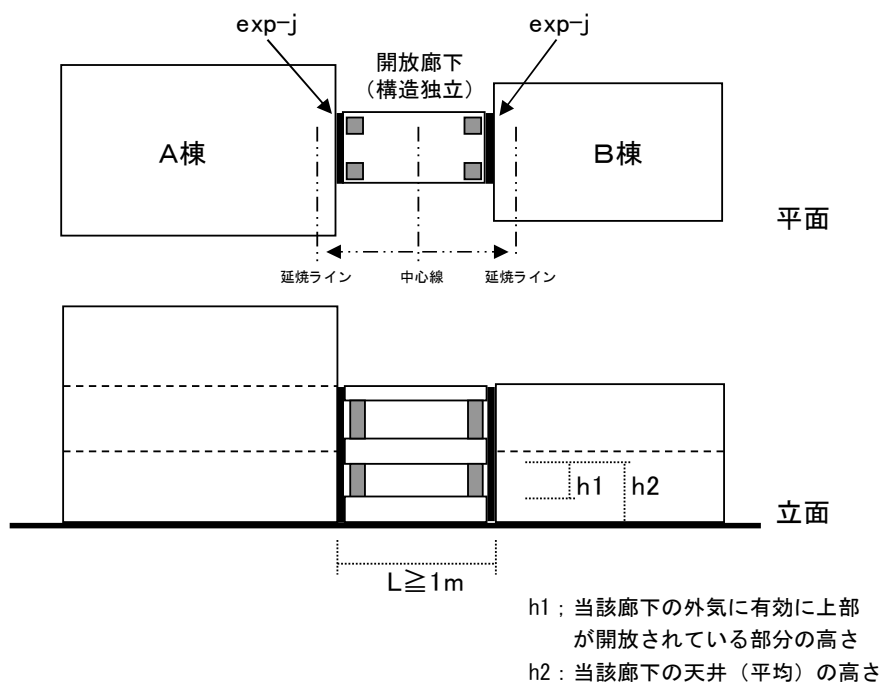 exp-j
exp-j
開放廊下
（構造独立）
A棟
B棟
平面
延焼ライン
中心線
延焼ライン
h1
h2
立面
L≧1m
h1；当該廊下の外気に有効に上部
が開放されている部分の高さ
h2：当該廊下の天井（平均）の高さ